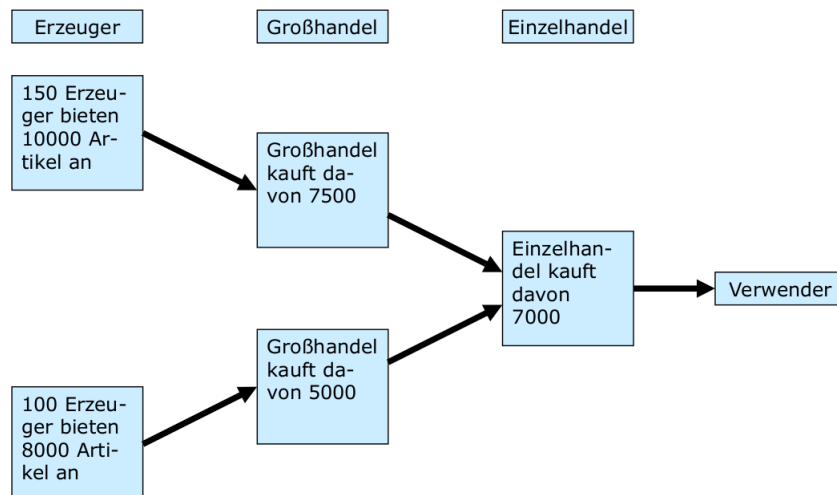 Erzeuger
Großhandel
Einzelhandel
150 Erzeu-
ger bieten
10000 Ar-
tikel an
Großhandel
kauft da-
von 7500
Einzelhan-
del kauft
davon
7000
Verwender
Großhandel
kauft da-
von 5000
100 Erzeu-
ger bieten
8000 Arti-
kel an